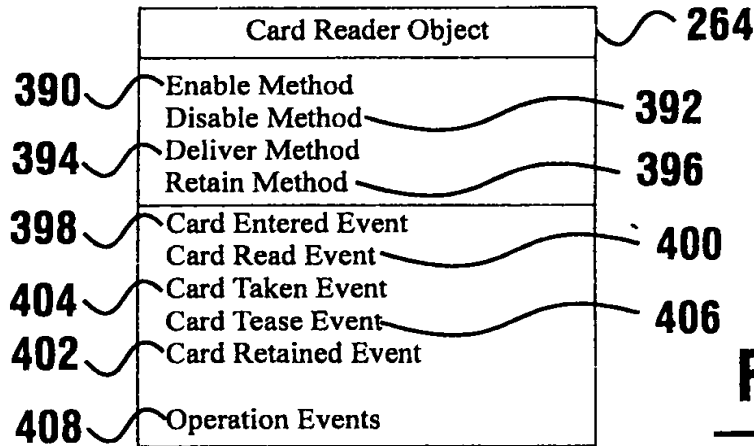 Card Reader Object 264
390 Enable Method
Disable Method 392
394 Deliver Method
Retain Method 396
398 Card Entered Event
Card Read Event 400
404 Card Taken Event
Card Tease Event 406
402 Card Retained Event
408 Operation Events